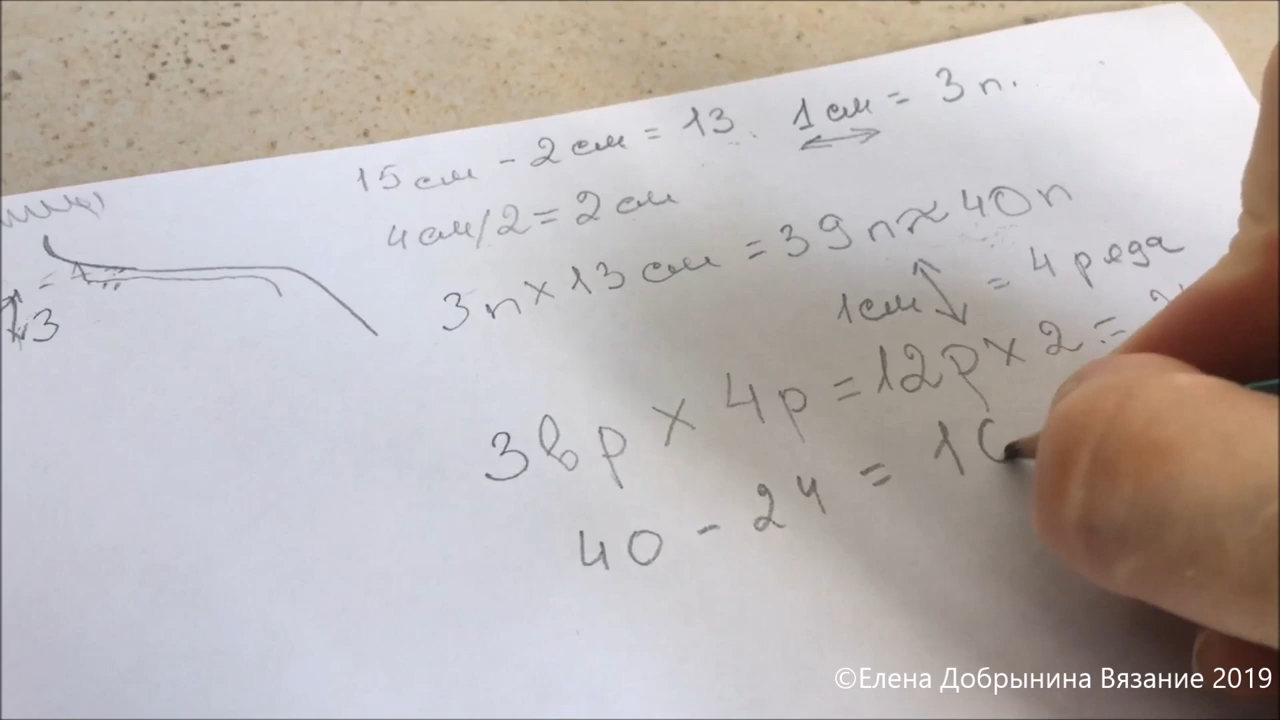 15 см - 2 см = 13. 1 см = 3 п.
4 см/2 = 2 см
3 п × 13 см = 39 п ≈ 40 п
1 см = 4 ряда
3 вр × 4 р = 12 р × 2 =
40 - 24 = 1
©Елена Добрынина Вязание 2019